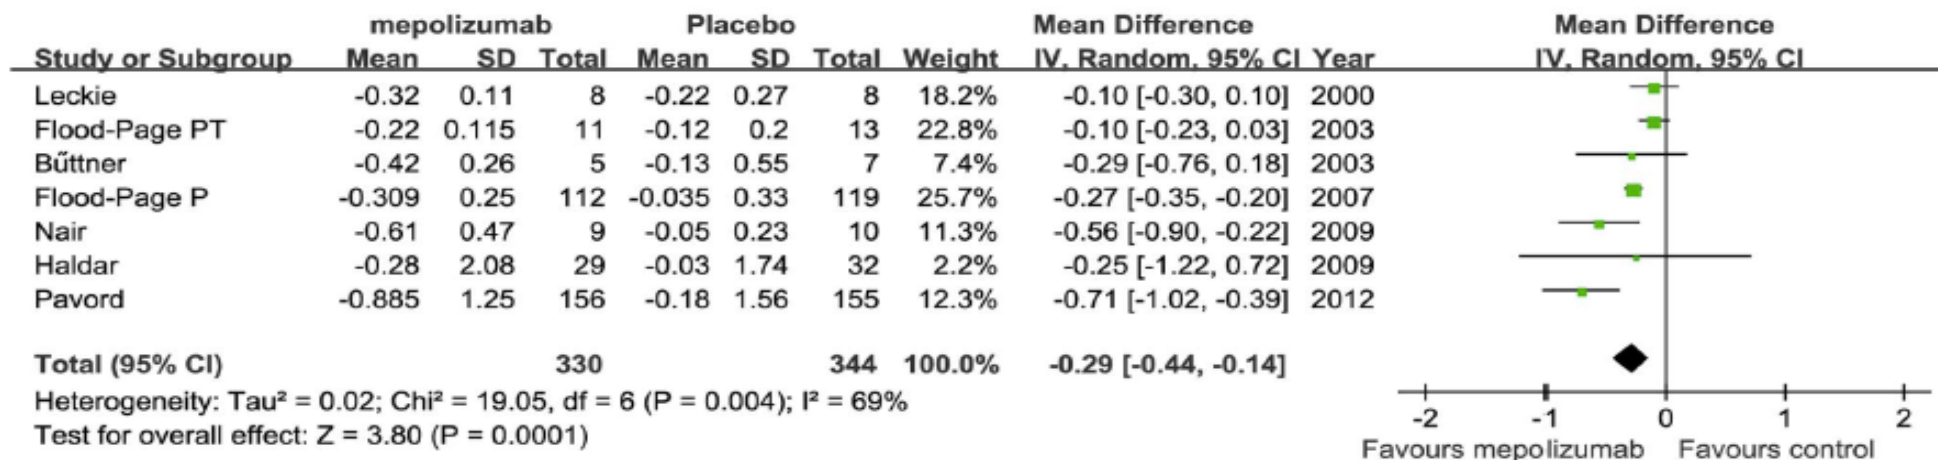 mepolizumab Placebo Mean Difference Mean Difference
Study or Subgroup Mean SD Total Mean SD Total Weight IV, Random, 95% CI Year IV, Random, 95% CI
Leckie -0.32 0.11 8 -0.22 0.27 8 18.2% -0.10 [-0.30, 0.10] 2000
Flood-Page PT -0.22 0.115 11 -0.12 0.2 13 22.8% -0.10 [-0.23, 0.03] 2003
Bűttner -0.42 0.26 5 -0.13 0.55 7 7.4% -0.29 [-0.76, 0.18] 2003
Flood-Page P -0.309 0.25 112 -0.035 0.33 119 25.7% -0.27 [-0.35, -0.20] 2007
Nair -0.61 0.47 9 -0.05 0.23 10 11.3% -0.56 [-0.90, -0.22] 2009
Haldar -0.28 2.08 29 -0.03 1.74 32 2.2% -0.25 [-1.22, 0.72] 2009
Pavord -0.885 1.25 156 -0.18 1.56 155 12.3% -0.71 [-1.02, -0.39] 2012
Total (95% CI) 330 344 100.0% -0.29 [-0.44, -0.14]
Heterogeneity: Tau² = 0.02; Chi² = 19.05, df = 6 (P = 0.004); I² = 69%
Test for overall effect: Z = 3.80 (P = 0.0001)
-2 -1 0 1 2
Favours mepolizumab Favours control